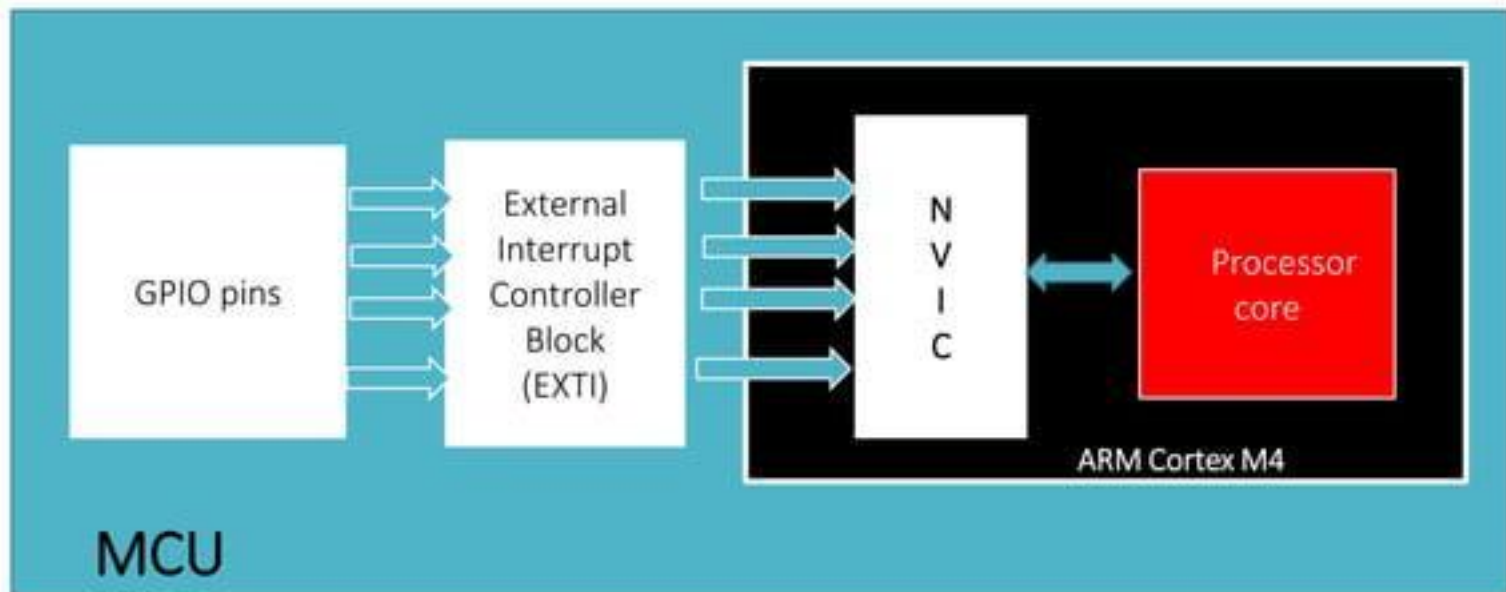 GPIO pins
External
Interrupt
Controller
Block
(EXTI)
N
V
I
C
Processor
core
ARM Cortex M4
MCU